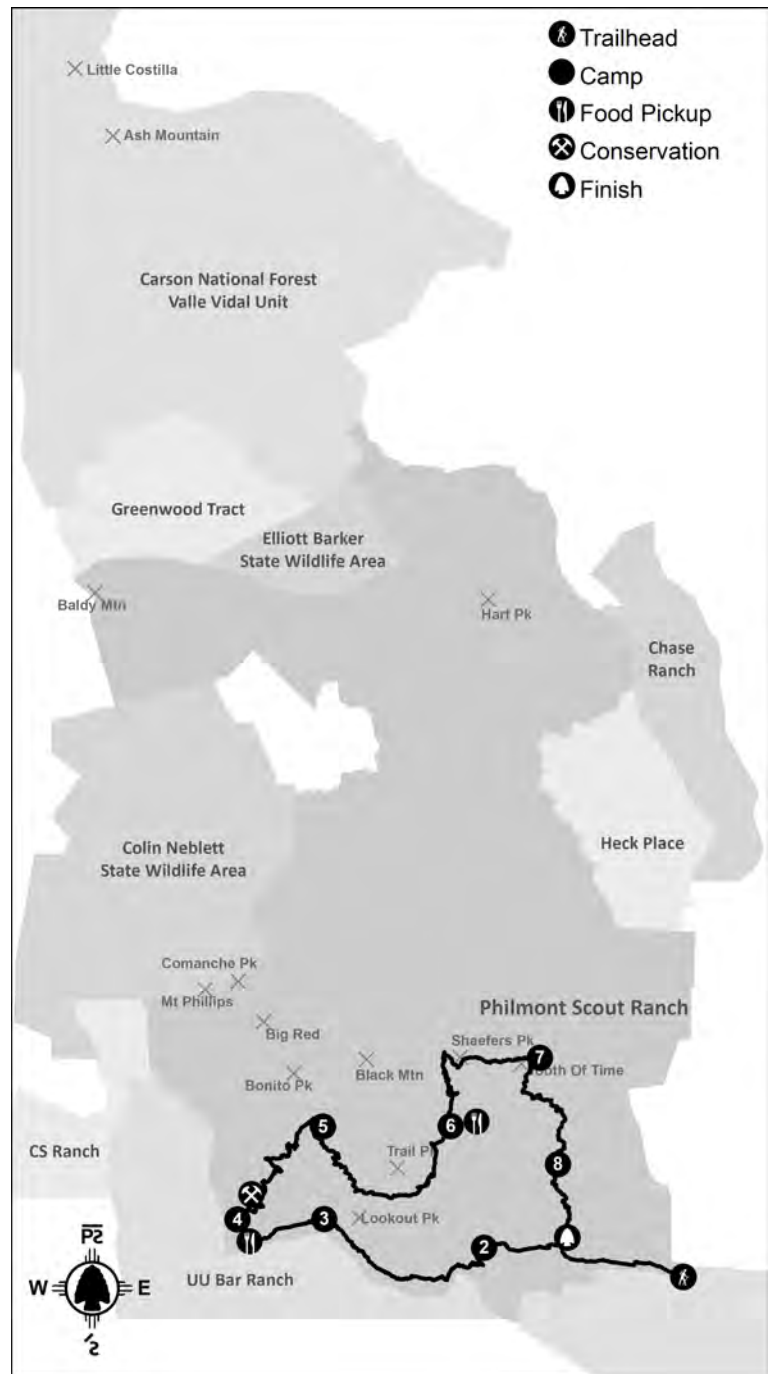 Trailhead
Camp
Food Pickup
Conservation
Finish
Little Costilla
Ash Mountain
Carson National Forest
Valle Vidal Unit
Greenwood Tract
Elliott Barker
State Wildlife Area
Baldy Mtn
Hart Pk
Chase
Ranch
Heck Place
Colin Neblett
State Wildlife Area
Comanche Pk
Mt Phillips
Big Red
Philmont Scout Ranch
Shaefers Pk
Black Mtn
Bonito Pk
7
ooth Of Time
5
6
CS Ranch
Trail P
8
4
3
Lookout Pk
2
UU Bar Ranch
W
E